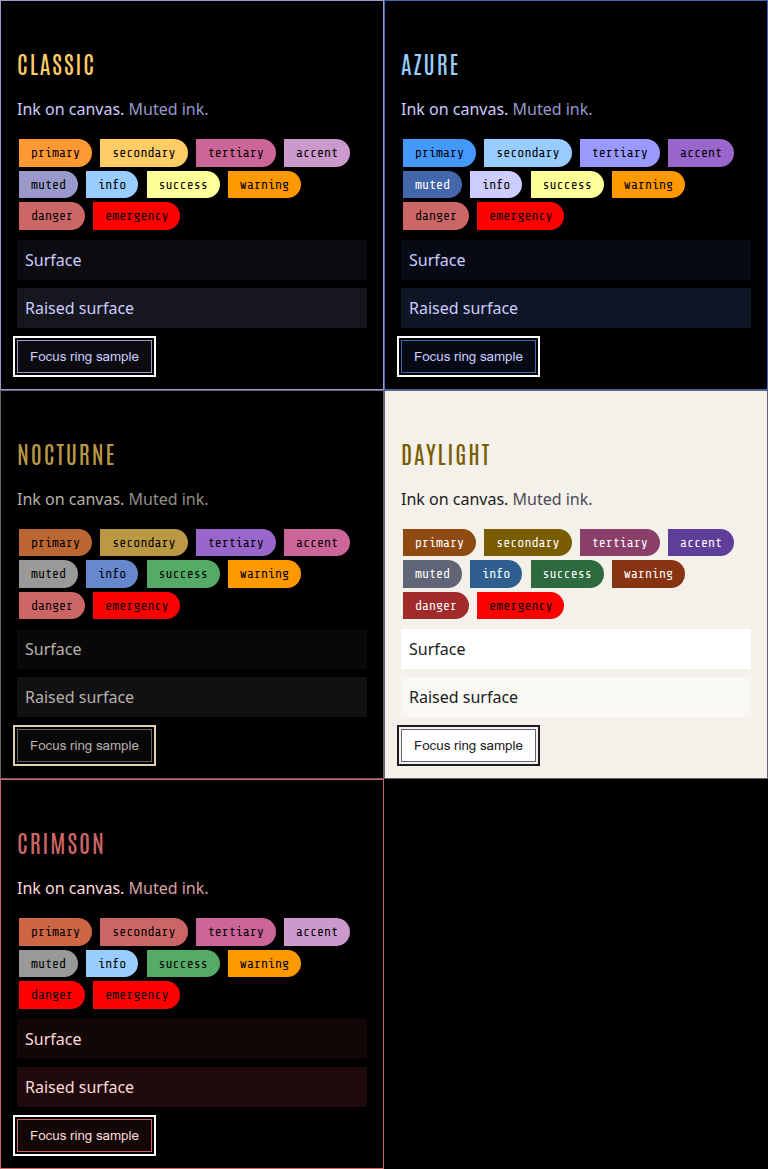 CLASSIC
Ink on canvas. Muted ink.
primary secondary tertiary accent
muted info success warning
danger emergency
Surface
Raised surface
Focus ring sample
AZURE
Ink on canvas. Muted ink.
primary secondary tertiary accent
muted info success warning
danger emergency
Surface
Raised surface
Focus ring sample
NOCTURNE
Ink on canvas. Muted ink.
primary secondary tertiary accent
muted info success warning
danger emergency
Surface
Raised surface
Focus ring sample
DAYLIGHT
Ink on canvas. Muted ink.
primary secondary tertiary accent
muted info success warning
danger emergency
Surface
Raised surface
Focus ring sample
CRIMSON
Ink on canvas. Muted ink.
primary secondary tertiary accent
muted info success warning
danger emergency
Surface
Raised surface
Focus ring sample